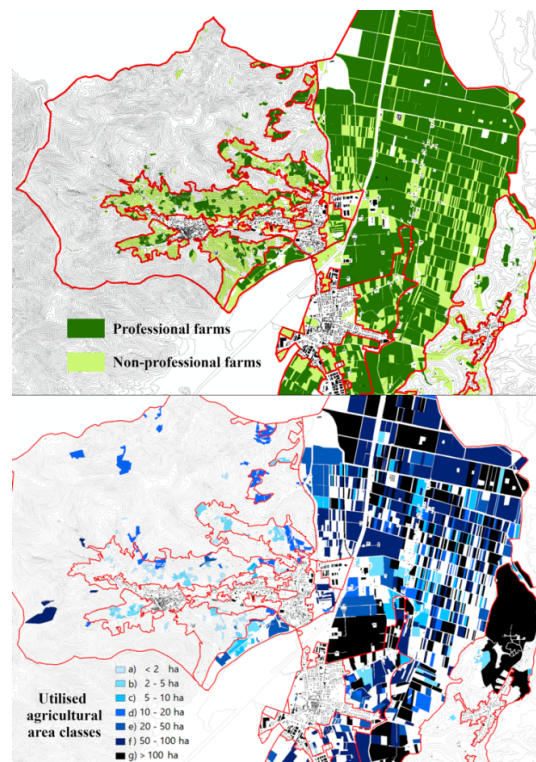 Professional farms
Non-professional farms
Utilised
agricultural
area classes
a) < 2 ha
b) 2 - 5 ha
c) 5 - 10 ha
d) 10 - 20 ha
e) 20 - 50 ha
f) 50 - 100 ha
g) > 100 ha